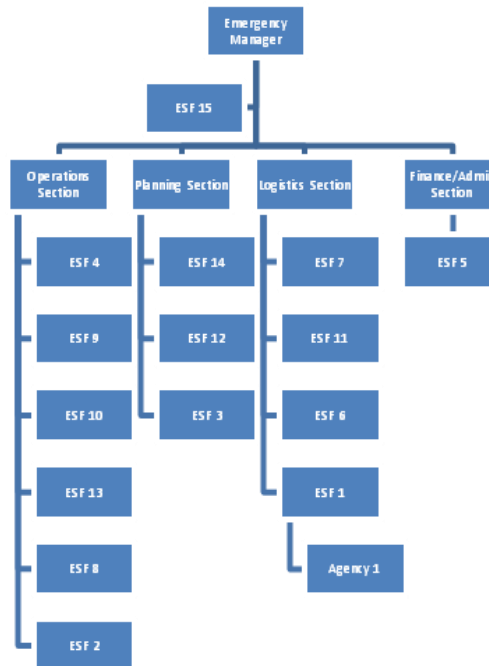 Emergency
Manager
ESF 15
Operations
Section
Planning Section
Logistics Section
Finance/Admin
Section
ESF 4
ESF 14
ESF 7
ESF 5
ESF 9
ESF 12
ESF 11
ESF 10
ESF 3
ESF 6
ESF 13
ESF 1
ESF 8
Agency 1
ESF 2